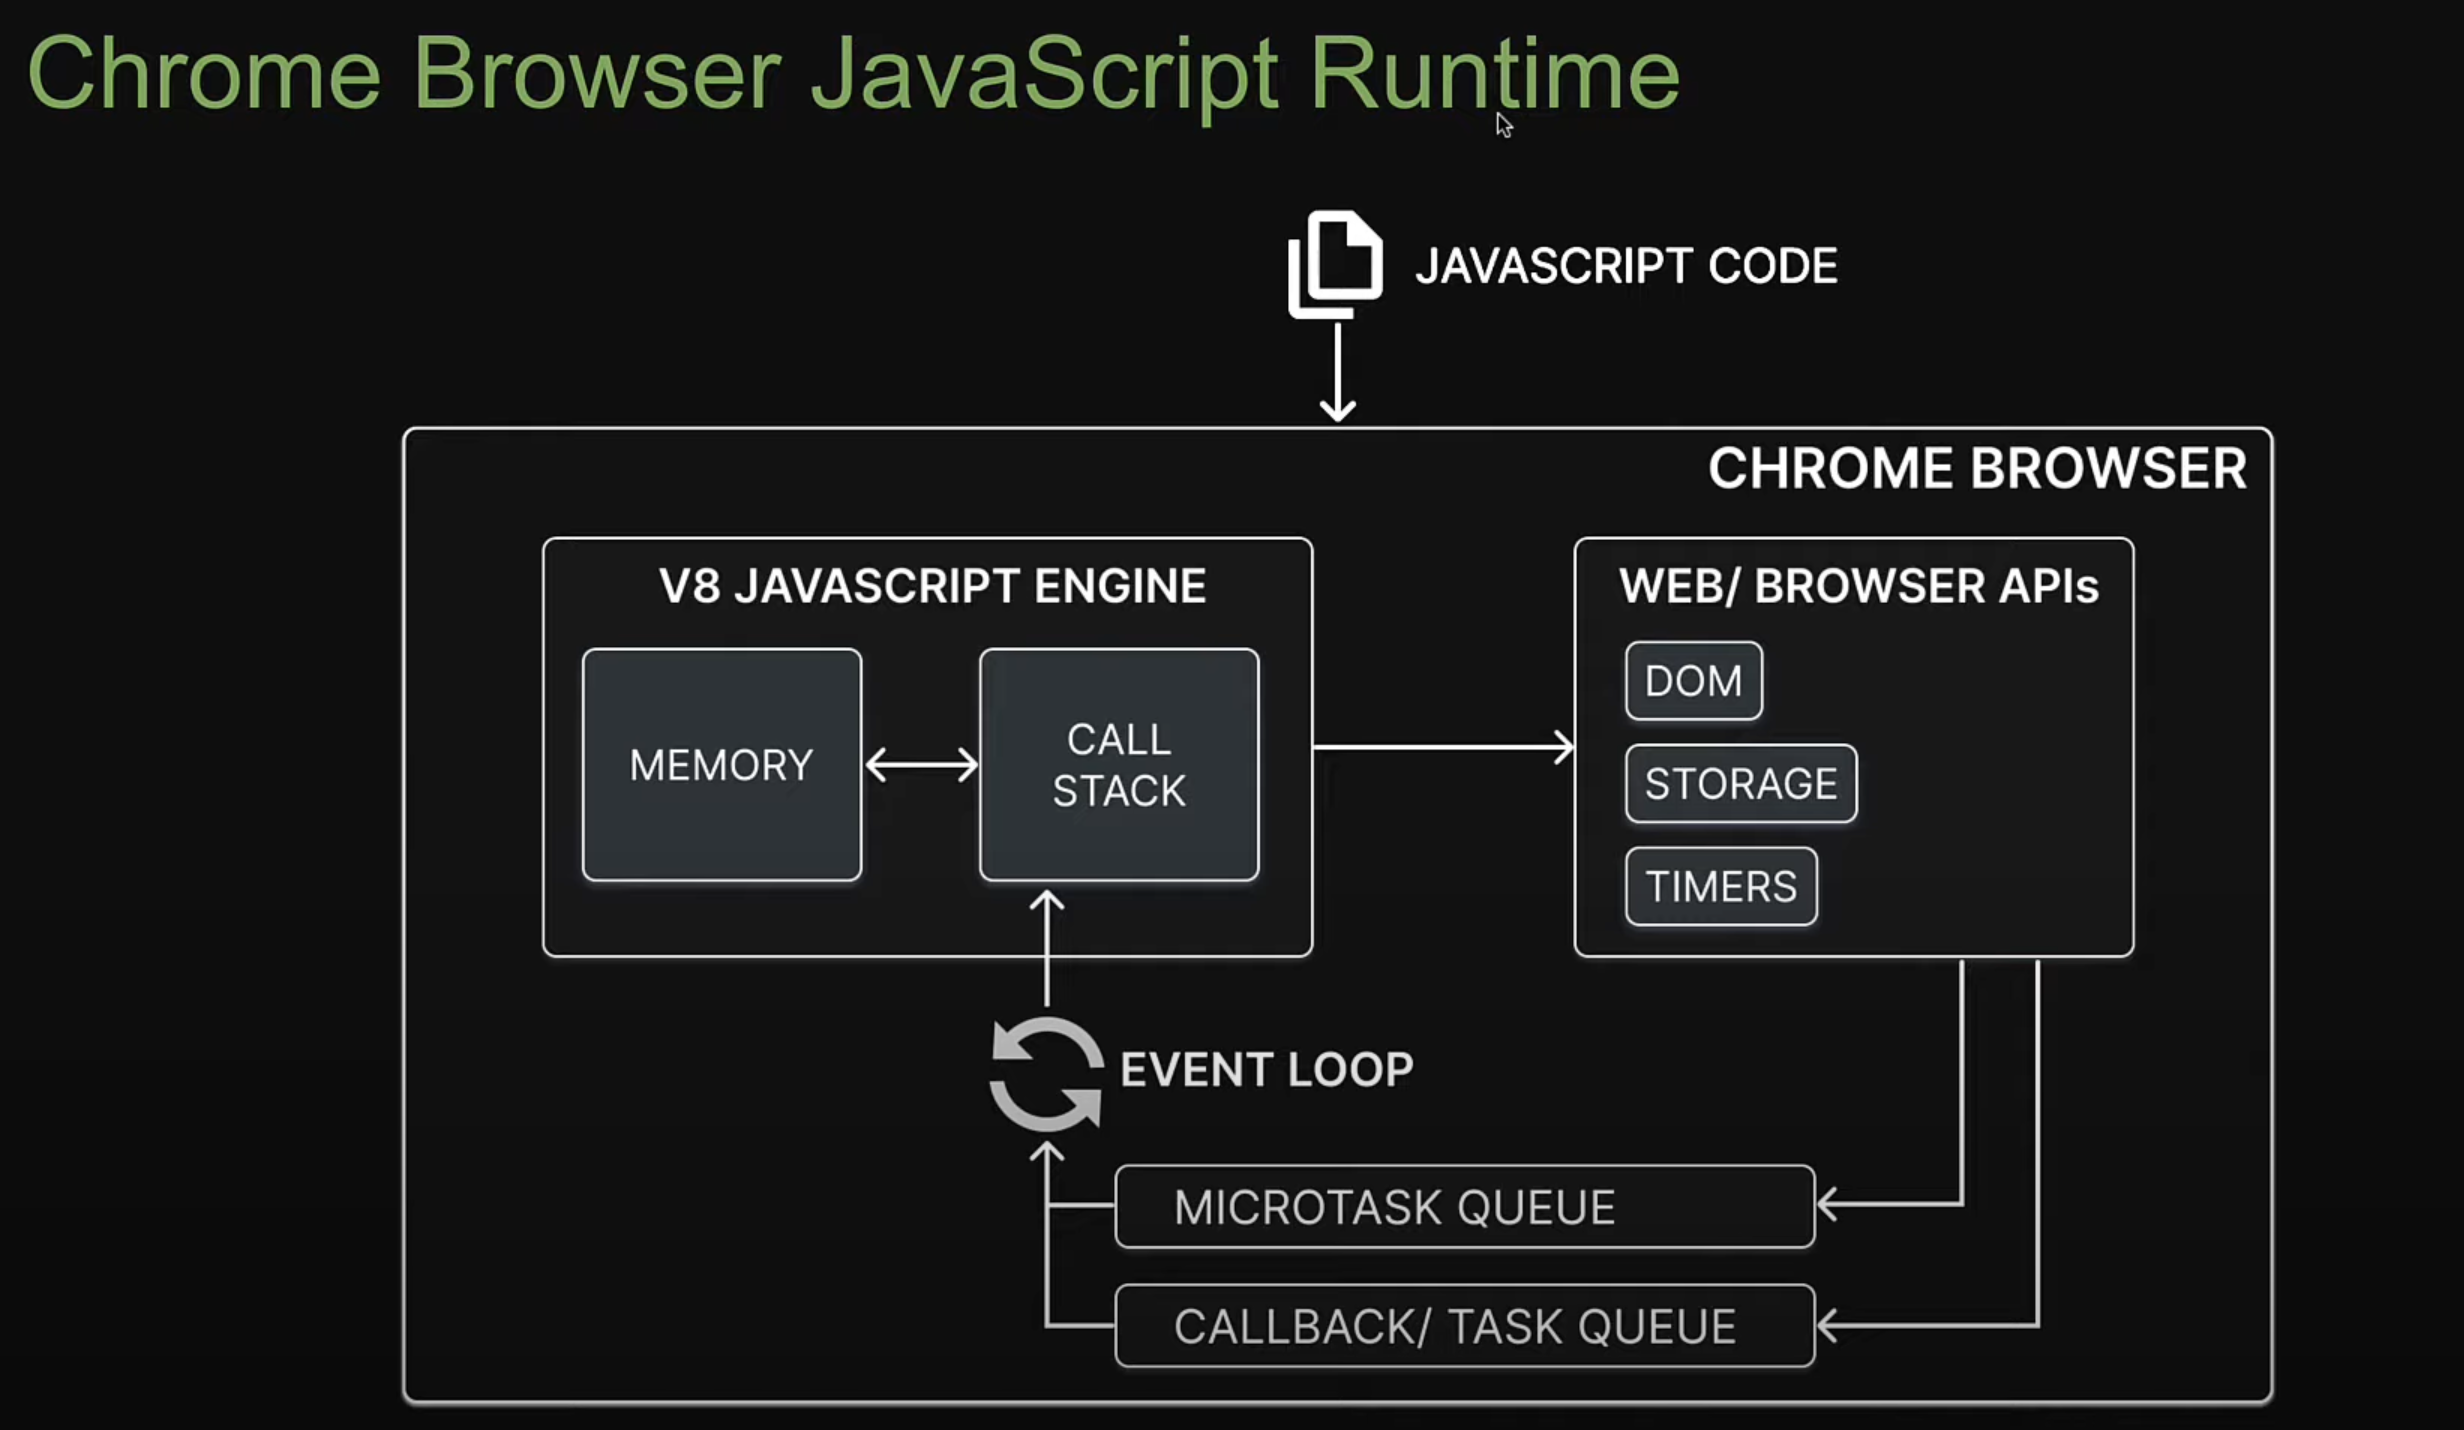 Chrome Browser JavaScript Runtime
JAVASCRIPT CODE
CHROME BROWSER
V8 JAVASCRIPT ENGINE
MEMORY
CALL
STACK
WEB/ BROWSER APIs
DOM
STORAGE
TIMERS
EVENT LOOP
MICROTASK QUEUE
CALLBACK/ TASK QUEUE